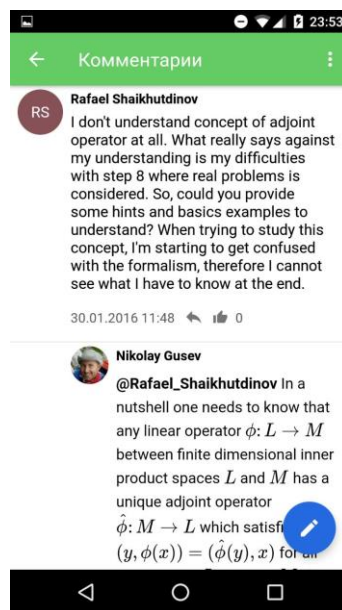 23:53
Комментарии
RS
Rafael Shaikhutdinov
I don't understand concept of adjoint
operator at all. What really says against
my understanding is my difficulties
with step 8 where real problems is
considered. So, could you provide
some hints and basics examples to
understand? When trying to study this
concept, I'm starting to get confused
with the formalism, therefore I cannot
see what I have to know at the end.
30.01.2016 11:48 0
Nikolay Gusev
@Rafael_Shaikhutdinov In a
nutshell one needs to know that
any linear operator ϕ: L → M
between finite dimensional inner
product spaces L and M has a
unique adjoint operator
ϕ̂: M → L which
(y, ϕ(x)) = (ϕ̂(y), x) for all